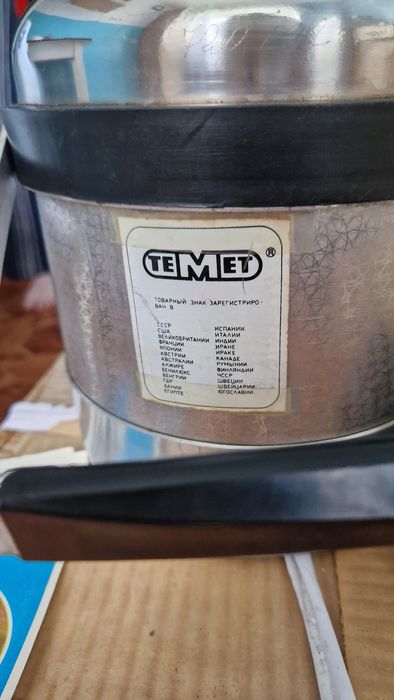 TEMET®
ТОВАРНЫЙ ЗНАК ЗАРЕГИСТРИРО-
ВАН В
СССР
США
ВЕЛИКОБРИТАНИИ
ФРАНЦИИ
ЯПОНИИ
АВСТРИИ
АВСТРАЛИИ
АЛЖИРЕ
БЕНИЛЮКС
ВЕНГРИИ
ГДР
ДАНИИ
ЕГИПТЕ
ИСПАНИИ
ИТАЛИИ
ИНДИИ
ИРАНЕ
ИРАКЕ
КАНАДЕ
РУМЫНИИ
ФИНЛЯНДИИ
ЧССР
ШВЕЦИИ
ШВЕЙЦАРИИ
ЮГОСЛАВИИ